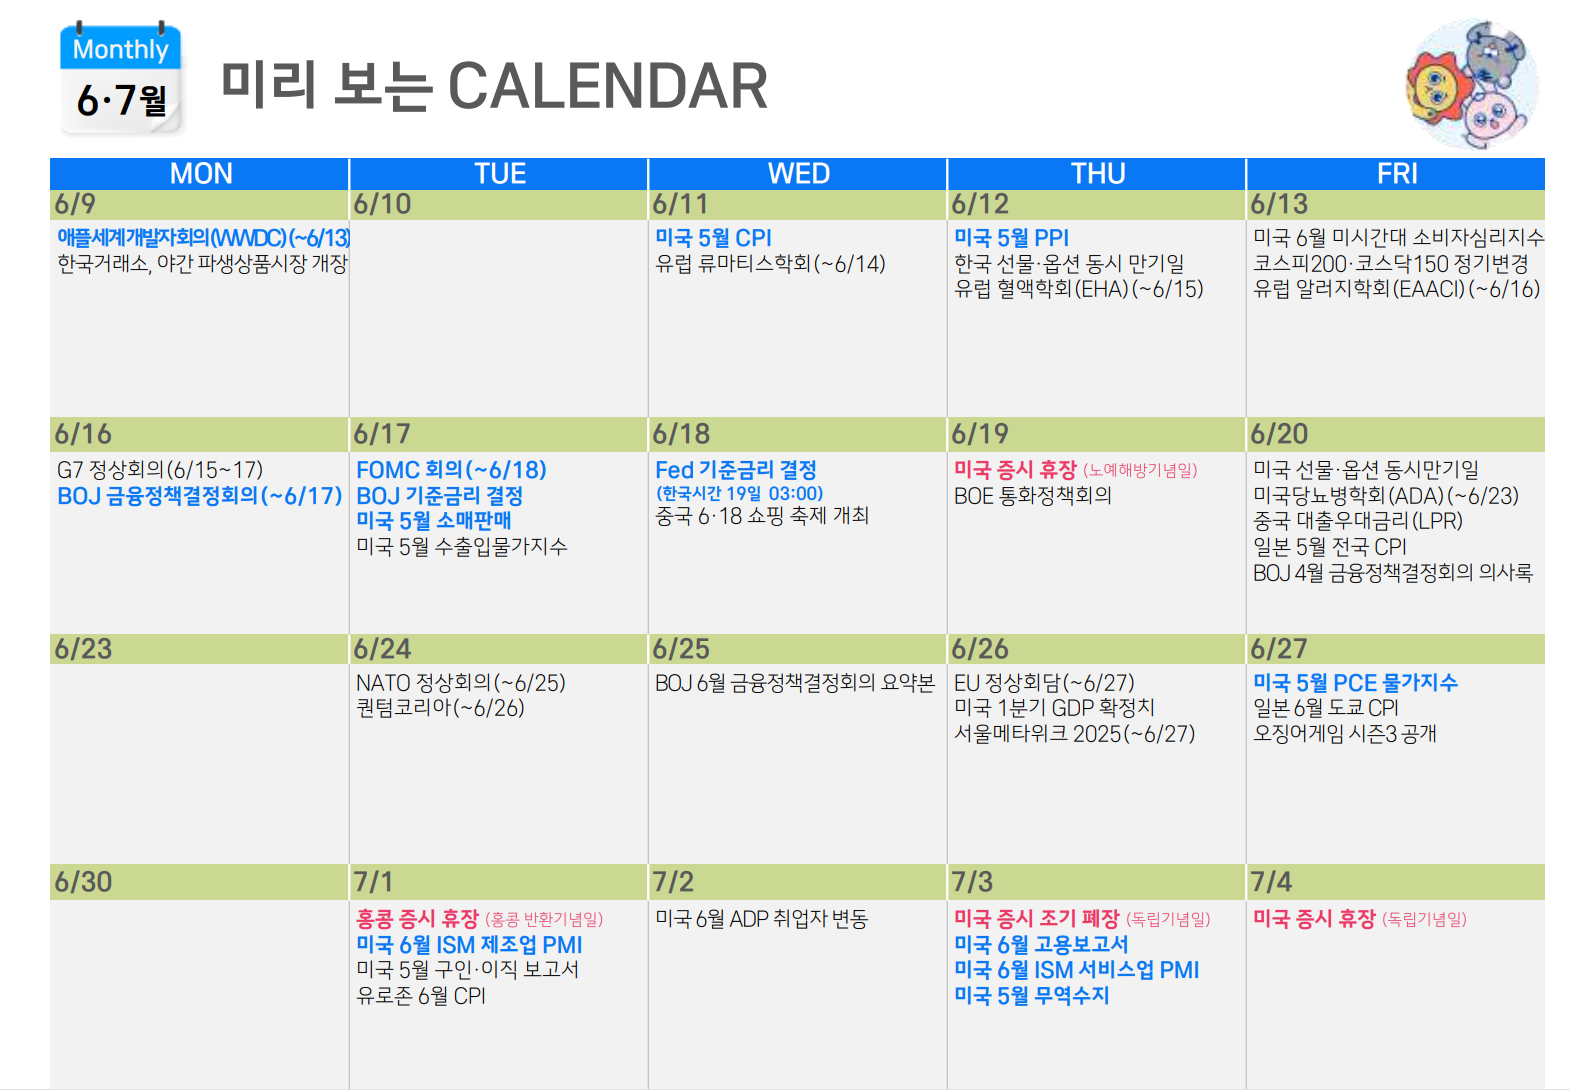 Monthly
6·7월
미리 보는 CALENDAR
MON
TUE
WED
THU
FRI
6/9
6/10
6/11
6/12
6/13
애플세계개발자회의(WWDC)(~6/13)
한국거래소, 야간 파생상품시장 개장
미국 5월 CPI
유럽 류마티스학회(~6/14)
미국 5월 PPI
한국 선물·옵션 동시 만기일
유럽 혈액학회(EHA)(~6/15)
미국 6월 미시간대 소비자심리지수
코스피200·코스닥150 정기변경
유럽 알러지학회(EAACI)(~6/16)
6/16
6/17
6/18
6/19
6/20
G7 정상회의(6/15~17)
BOJ 금융정책결정회의(~6/17)
FOMC 회의(~6/18)
BOJ 기준금리 결정
미국 5월 소매판매
미국 5월 수출입물가지수
Fed 기준금리 결정
(한국시간 19일 03:00)
중국 6·18 쇼핑 축제 개최
미국 증시 휴장 (노예해방기념일)
BOE 통화정책회의
미국 선물·옵션 동시만기일
미국당뇨병학회(ADA)(~6/23)
중국 대출우대금리(LPR)
일본 5월 전국 CPI
BOJ 4월 금융정책결정회의 의사록
6/23
6/24
6/25
6/26
6/27
NATO 정상회의(~6/25)
퀀텀코리아(~6/26)
BOJ 6월 금융정책결정회의 요약본
EU 정상회담(~6/27)
미국 1분기 GDP 확정치
서울메타위크 2025(~6/27)
미국 5월 PCE 물가지수
일본 6월 도쿄 CPI
오징어게임 시즌3 공개
6/30
7/1
7/2
7/3
7/4
홍콩 증시 휴장 (홍콩 반환기념일)
미국 6월 ISM 제조업 PMI
미국 5월 구인·이직 보고서
유로존 6월 CPI
미국 6월 ADP 취업자 변동
미국 증시 조기 폐장 (독립기념일)
미국 6월 고용보고서
미국 6월 ISM 서비스업 PMI
미국 5월 무역수지
미국 증시 휴장 (독립기념일)